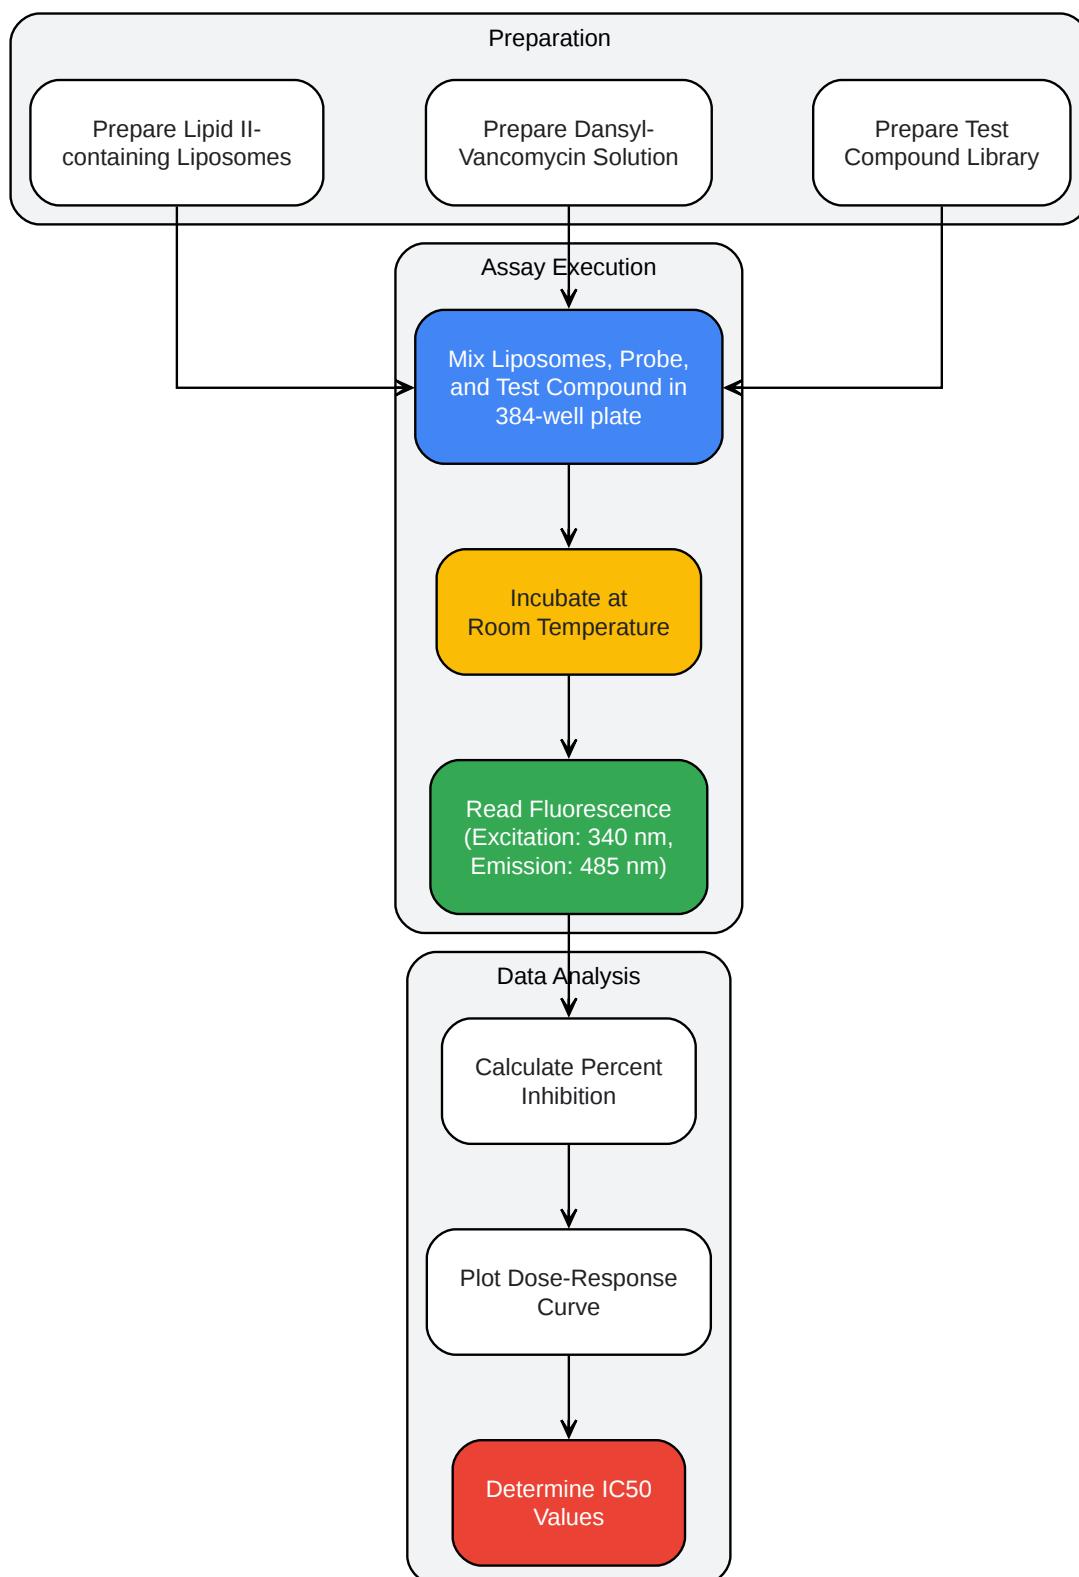 Preparation
Prepare Lipid II-
containing Liposomes
Prepare Dansyl-
Vancomycin Solution
Prepare Test
Compound Library
Assay Execution
Mix Liposomes, Probe,
and Test Compound in
384-well plate
Incubate at
Room Temperature
Read Fluorescence
(Excitation: 340 nm,
Emission: 485 nm)
Data Analysis
Calculate Percent
Inhibition
Plot Dose-Response
Curve
Determine IC50
Values